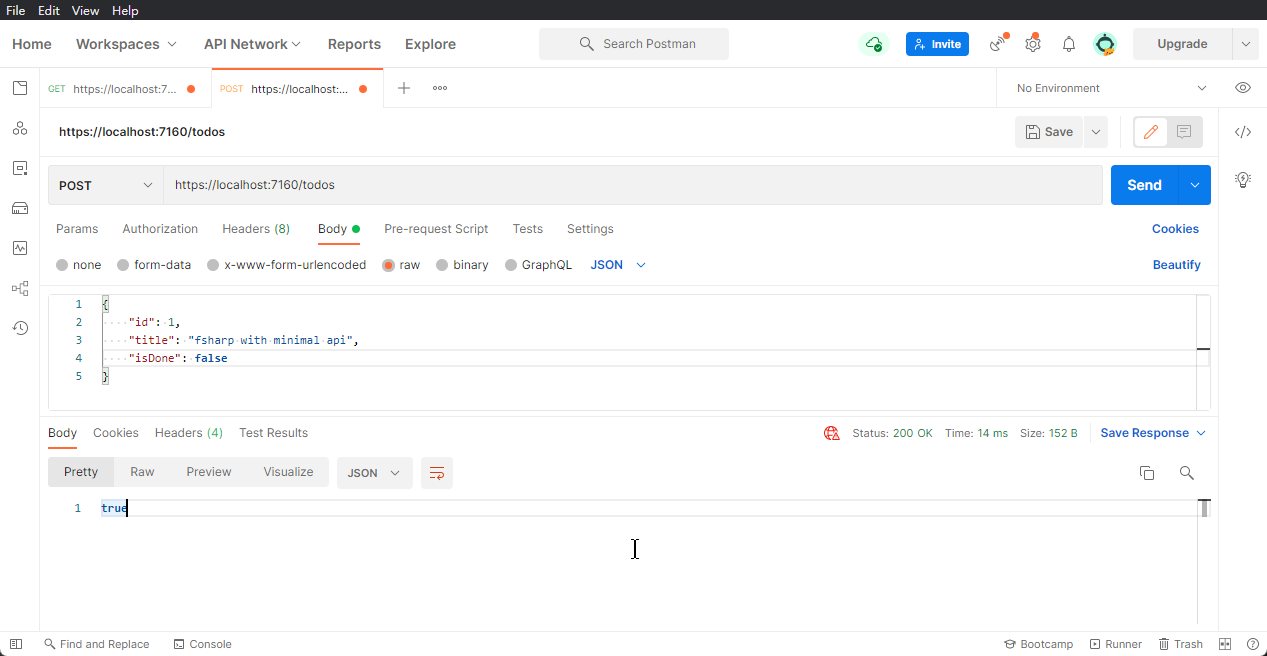 File Edit View Help
Home Workspaces API Network Reports Explore Search Postman Invite Upgrade
GET https://localhost:7... POST https://localhost:... No Environment
https://localhost:7160/todos Save
POST https://localhost:7160/todos Send
Params Authorization Headers (8) Body Pre-request Script Tests Settings Cookies
none form-data x-www-form-urlencoded raw binary GraphQL JSON Beautify
1 {
2 "id": 1,
3 "title": "fsharp with minimal api",
4 "isDone": false
5 }
Body Cookies Headers (4) Test Results Status: 200 OK Time: 14 ms Size: 152 B Save Response
Pretty Raw Preview Visualize JSON
1 true
Find and Replace Console Bootcamp Runner Trash